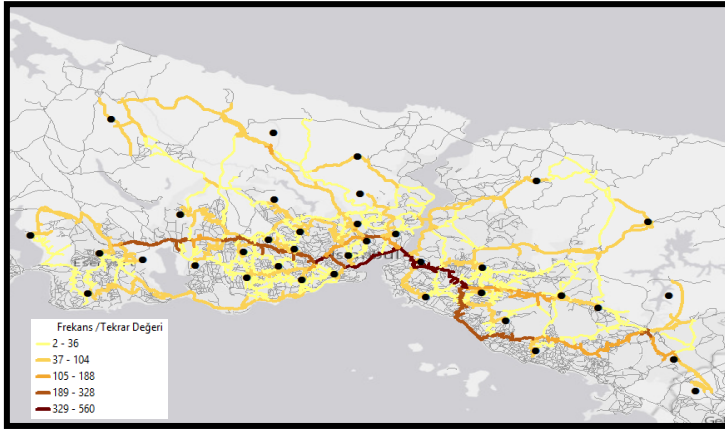 Frekans /Tekrar Değeri
2 - 36
37 - 104
105 - 188
189 - 328
329 - 560